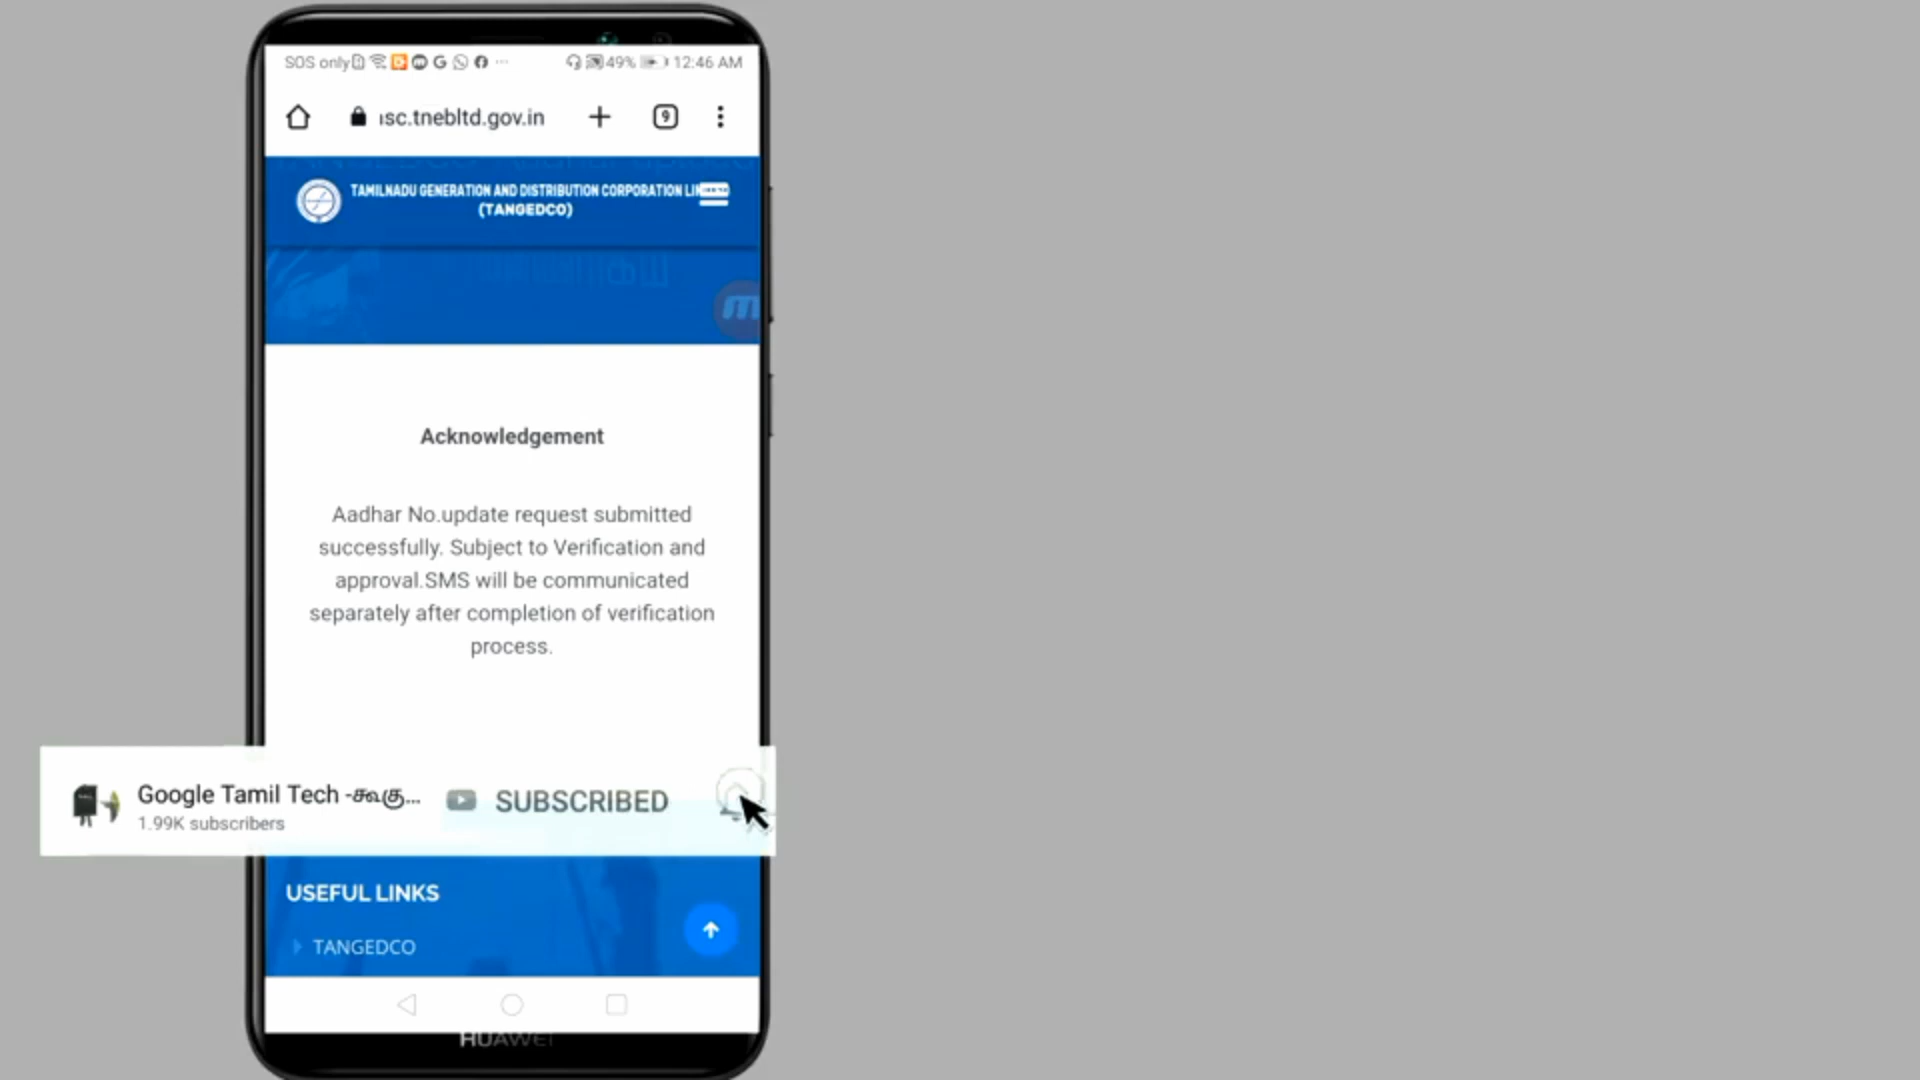 SOS only
49%
12:46 AM
sc.tnebltd.gov.in
9
TAMILNADU GENERATION AND DISTRIBUTION CORPORATION LI
(TANGEDCO)
Acknowledgement
Aadhar No.update request submitted
successfully. Subject to Verification and
approval.SMS will be communicated
separately after completion of verification
process.
Google Tamil Tech -கூகு...
SUBSCRIBED
1.99K subscribers
USEFUL LINKS
TANGEDCO
HUAWEI